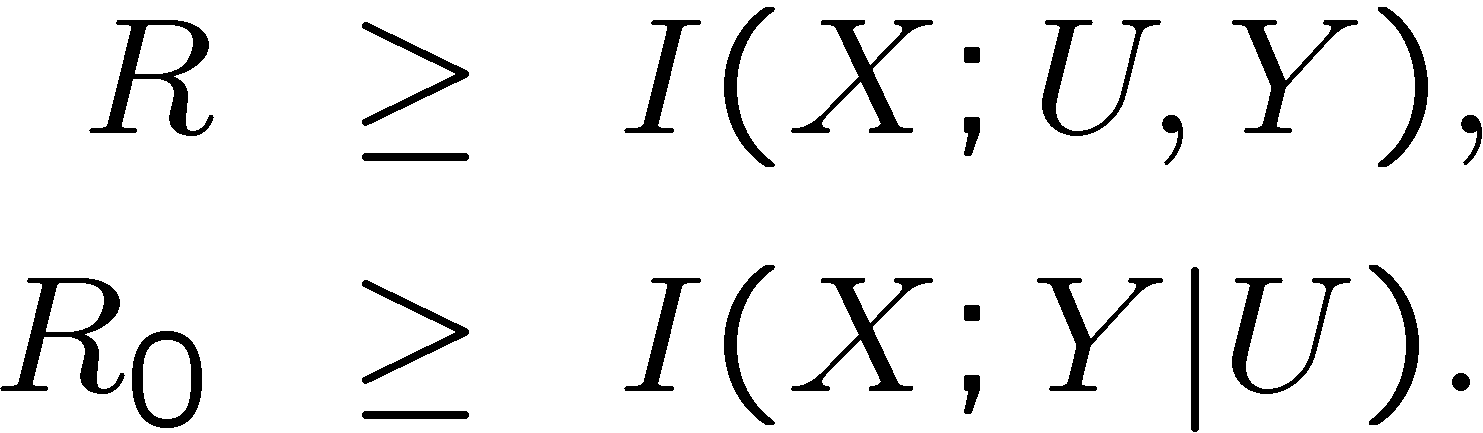 R ≥ I(X; U, Y),
R₀ ≥ I(X; Y|U).